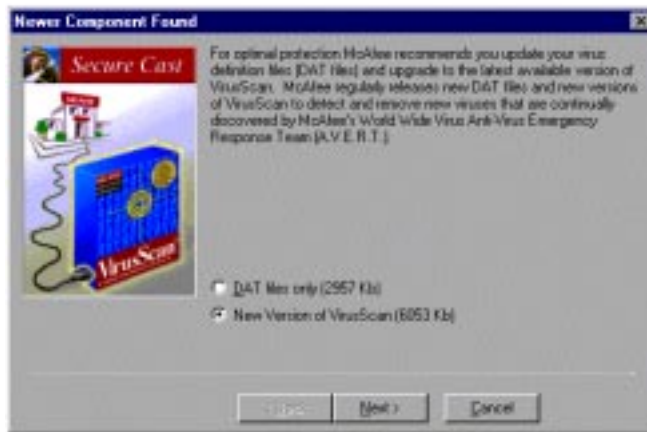 Newer Component Found
Secure Cast
For optimal protection McAfee recommends you update your virus
definition files (DAT files) and upgrade to the latest available version of
VirusScan. McAfee regularly releases new DAT files and new versions
of VirusScan to detect and remove new viruses that are continually
discovered by McAfee's World Wide Virus Anti-Virus Emergency
Response Team (A.V.E.R.T.)
VirusScan
DAT files only (2957 Kb)
New Version of VirusScan (6053 Kb)
Next >
Cancel